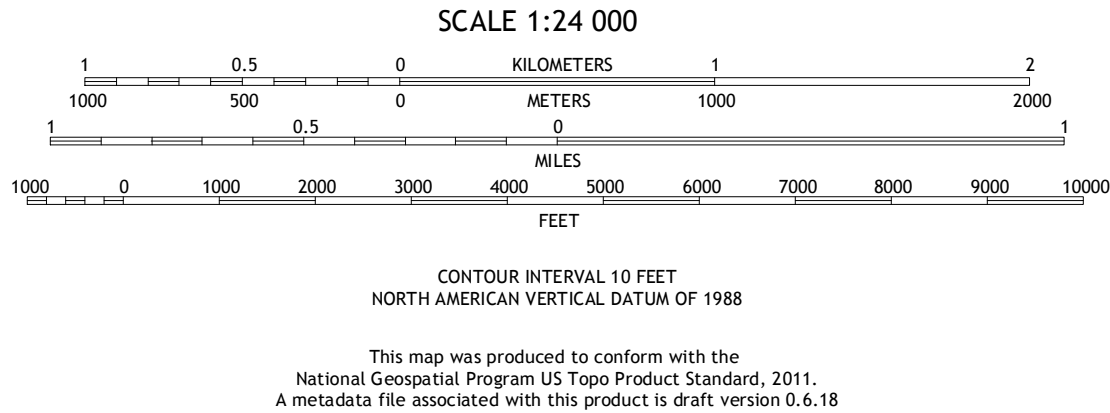 SCALE 1:24 000
1 0.5 0 KILOMETERS 1 2
1000 500 0 METERS 1000 2000
1 0.5 0 1
MILES
1000 0 1000 2000 3000 4000 5000 6000 7000 8000 9000 10000
FEET
CONTOUR INTERVAL 10 FEET
NORTH AMERICAN VERTICAL DATUM OF 1988
This map was produced to conform with the
National Geospatial Program US Topo Product Standard, 2011.
A metadata file associated with this product is draft version 0.6.18